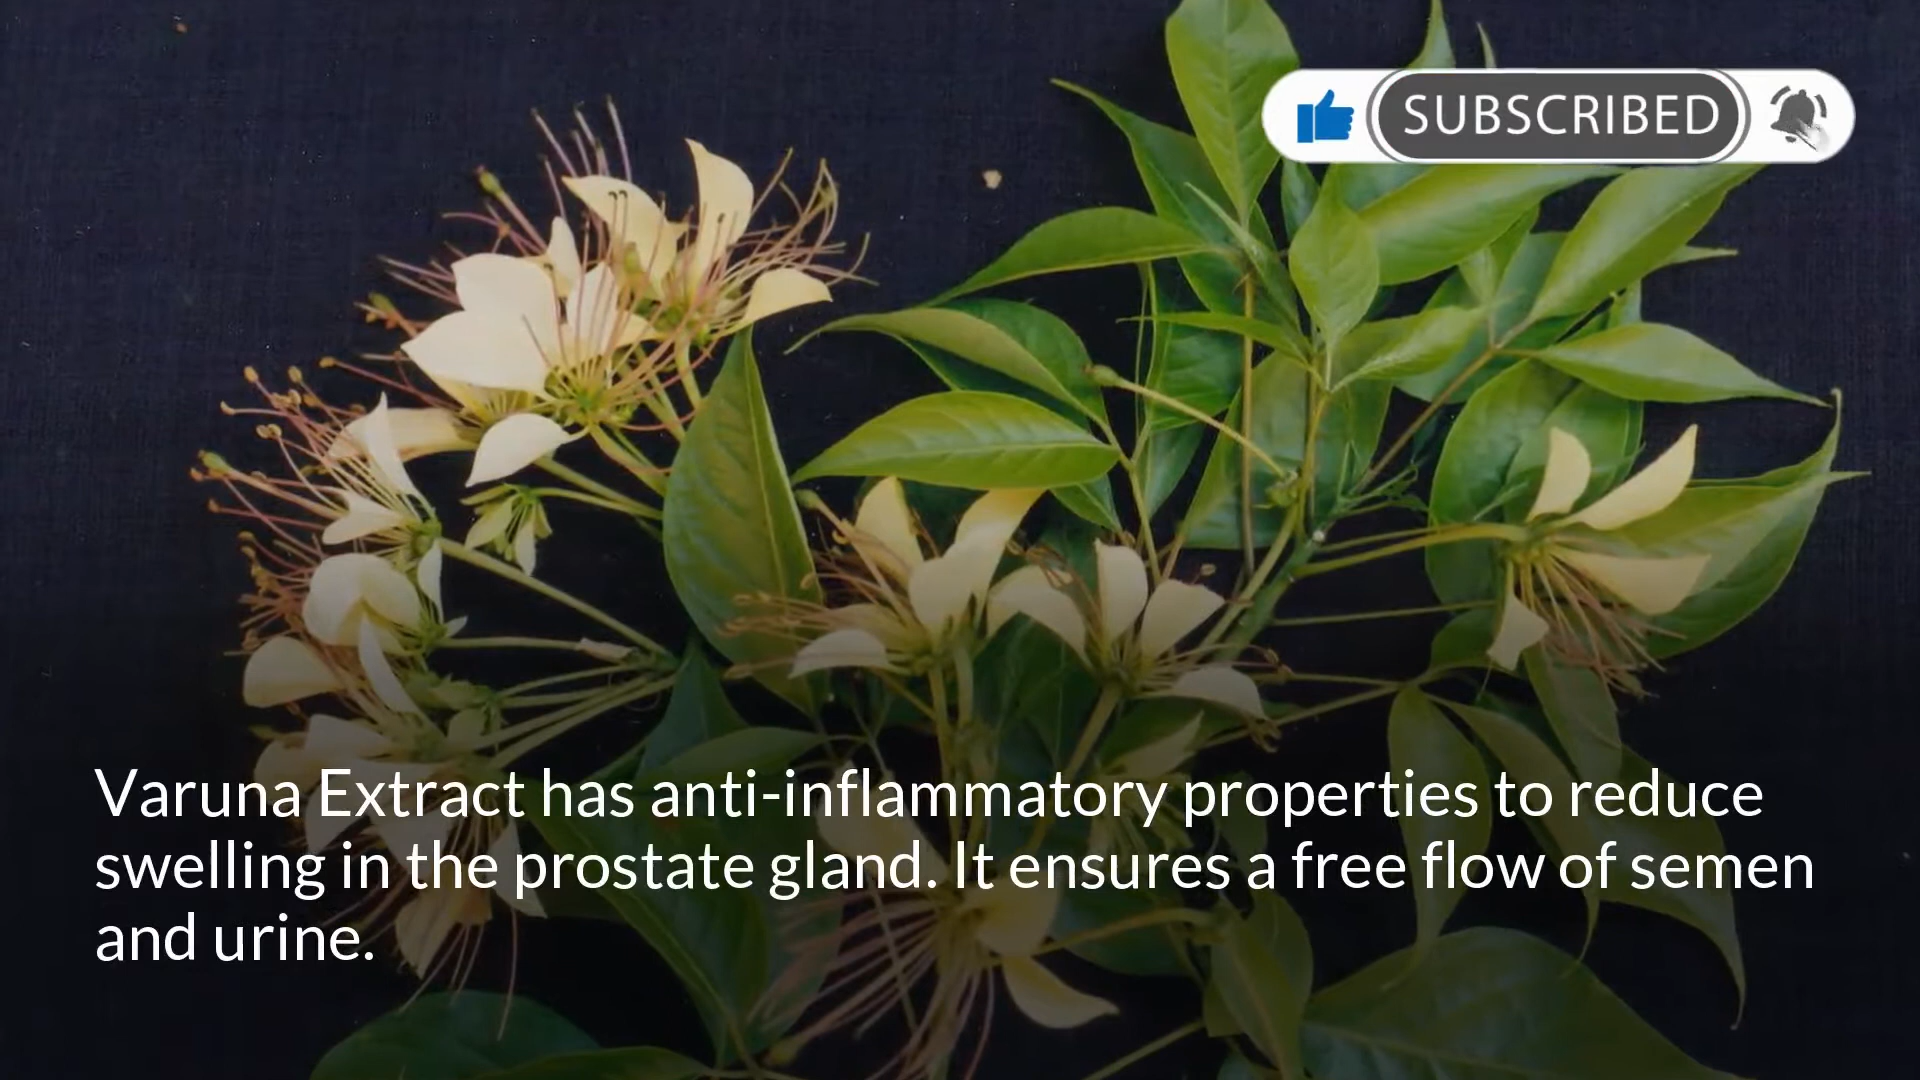 SUBSCRIBED
Varuna Extract has anti-inflammatory properties to reduce
swelling in the prostate gland. It ensures a free flow of semen
and urine.